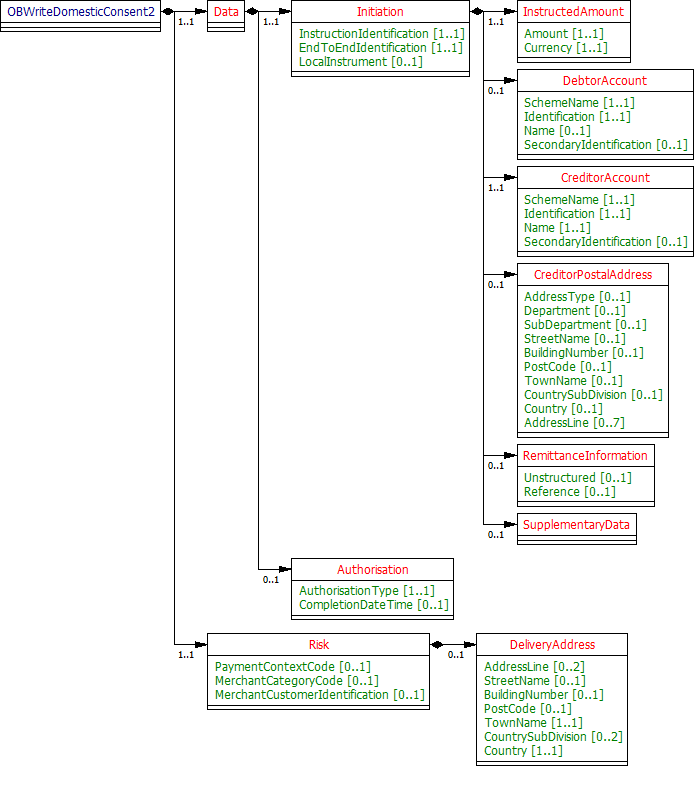 OBWriteDomesticConsent2
1..1
Data
1..1
Initiation
InstructionIdentification [1..1]
EndToEndIdentification [1..1]
LocalInstrument [0..1]
1..1
InstructedAmount
Amount [1..1]
Currency [1..1]
0..1
DebtorAccount
SchemeName [1..1]
Identification [1..1]
Name [0..1]
SecondaryIdentification [0..1]
1..1
CreditorAccount
SchemeName [1..1]
Identification [1..1]
Name [1..1]
SecondaryIdentification [0..1]
0..1
CreditorPostalAddress
AddressType [0..1]
Department [0..1]
SubDepartment [0..1]
StreetName [0..1]
BuildingNumber [0..1]
PostCode [0..1]
TownName [0..1]
CountrySubDivision [0..1]
Country [0..1]
AddressLine [0..7]
0..1
RemittanceInformation
Unstructured [0..1]
Reference [0..1]
0..1
SupplementaryData
0..1
Authorisation
AuthorisationType [1..1]
CompletionDateTime [0..1]
1..1
Risk
PaymentContextCode [0..1]
MerchantCategoryCode [0..1]
MerchantCustomerIdentification [0..1]
0..1
DeliveryAddress
AddressLine [0..2]
StreetName [0..1]
BuildingNumber [0..1]
PostCode [0..1]
TownName [1..1]
CountrySubDivision [0..2]
Country [1..1]